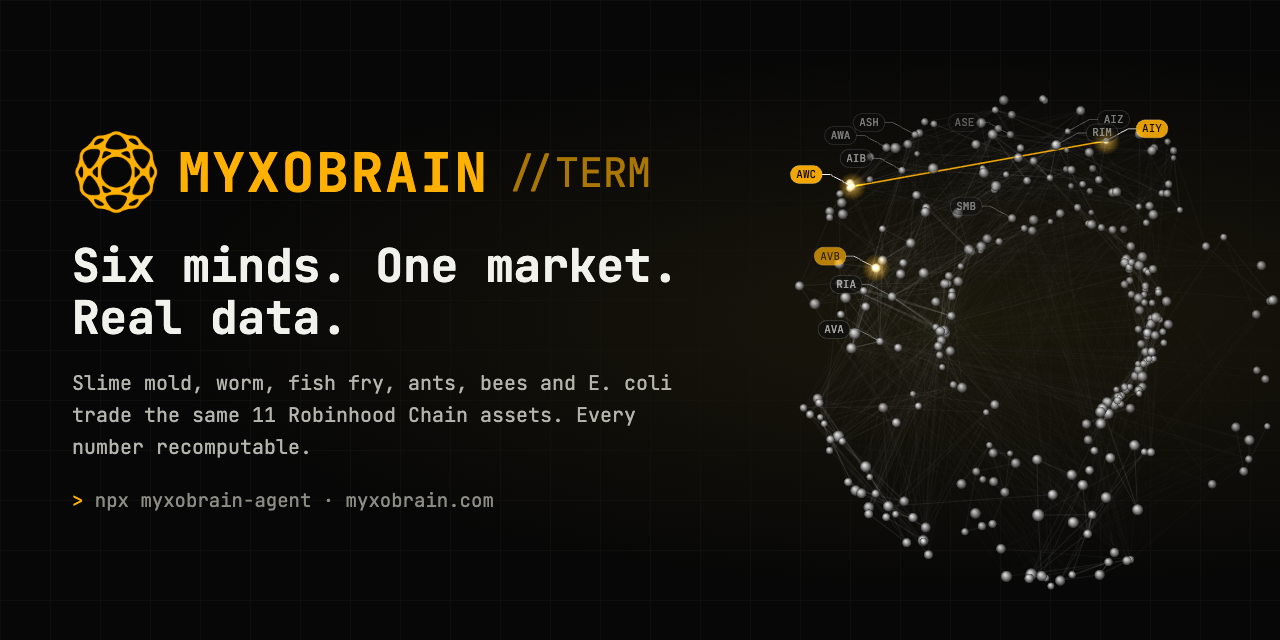 MYXOBRAIN //TERM
Six minds. One market.
Real data.
Slime mold, worm, fish fry, ants, bees and E. coli
trade the same 11 Robinhood Chain assets. Every
number recomputable.
> npx myxobrain-agent · myxobrain.com
ASH
ASE
AIZ
AWA
RIM
AIY
AIB
AWC
SMB
AVB
RIA
AVA